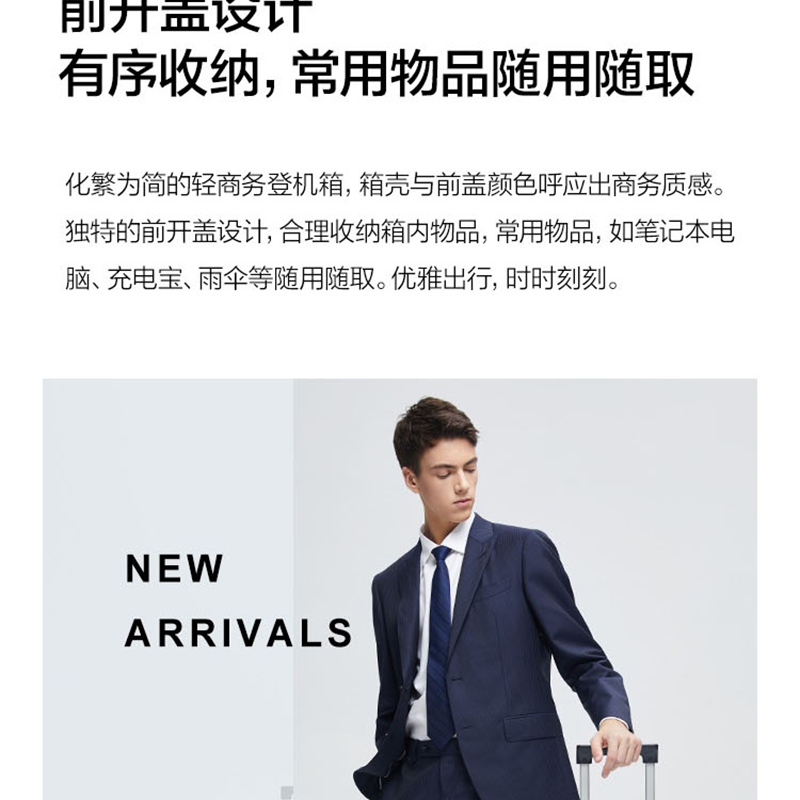 前开盖设计
有序收纳，常用物品随用随取
化繁为简的轻商务登机箱，箱壳与前盖颜色呼应出商务质感。
独特的前开盖设计，合理收纳箱内物品，常用物品，如笔记本电
脑、充电宝、雨伞等随用随取。优雅出行，时时刻刻。
NEW
ARRIVALS